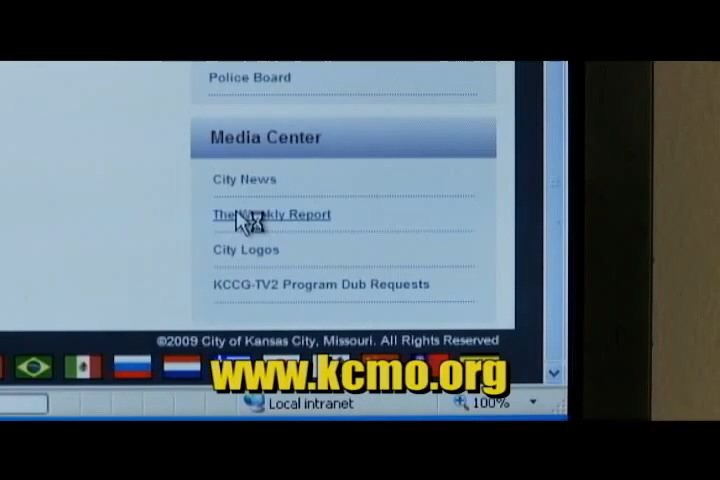 Police Board
Media Center
City News
The Weekly Report
City Logos
KCCG-TV2 Program Dub Requests
©2009 City of Kansas City, Missouri. All Rights Reserved
www.kcmo.org
Local intranet
100%